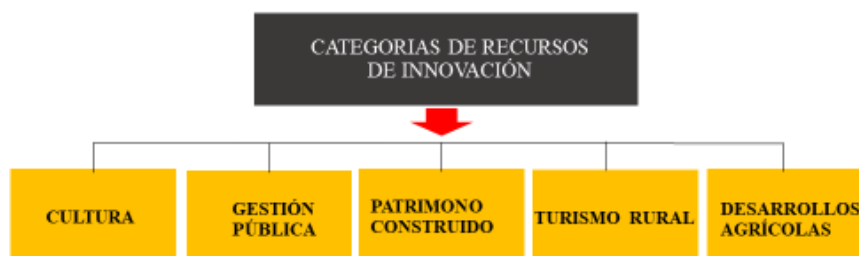 CATEGORIAS DE RECURSOS
DE INNOVACIÓN
CULTURA
GESTIÓN
PÚBLICA
PATRIMONO
CONSTRUIDO
TURISMO RURAL
DESARROLLOS
AGRÍCOLAS